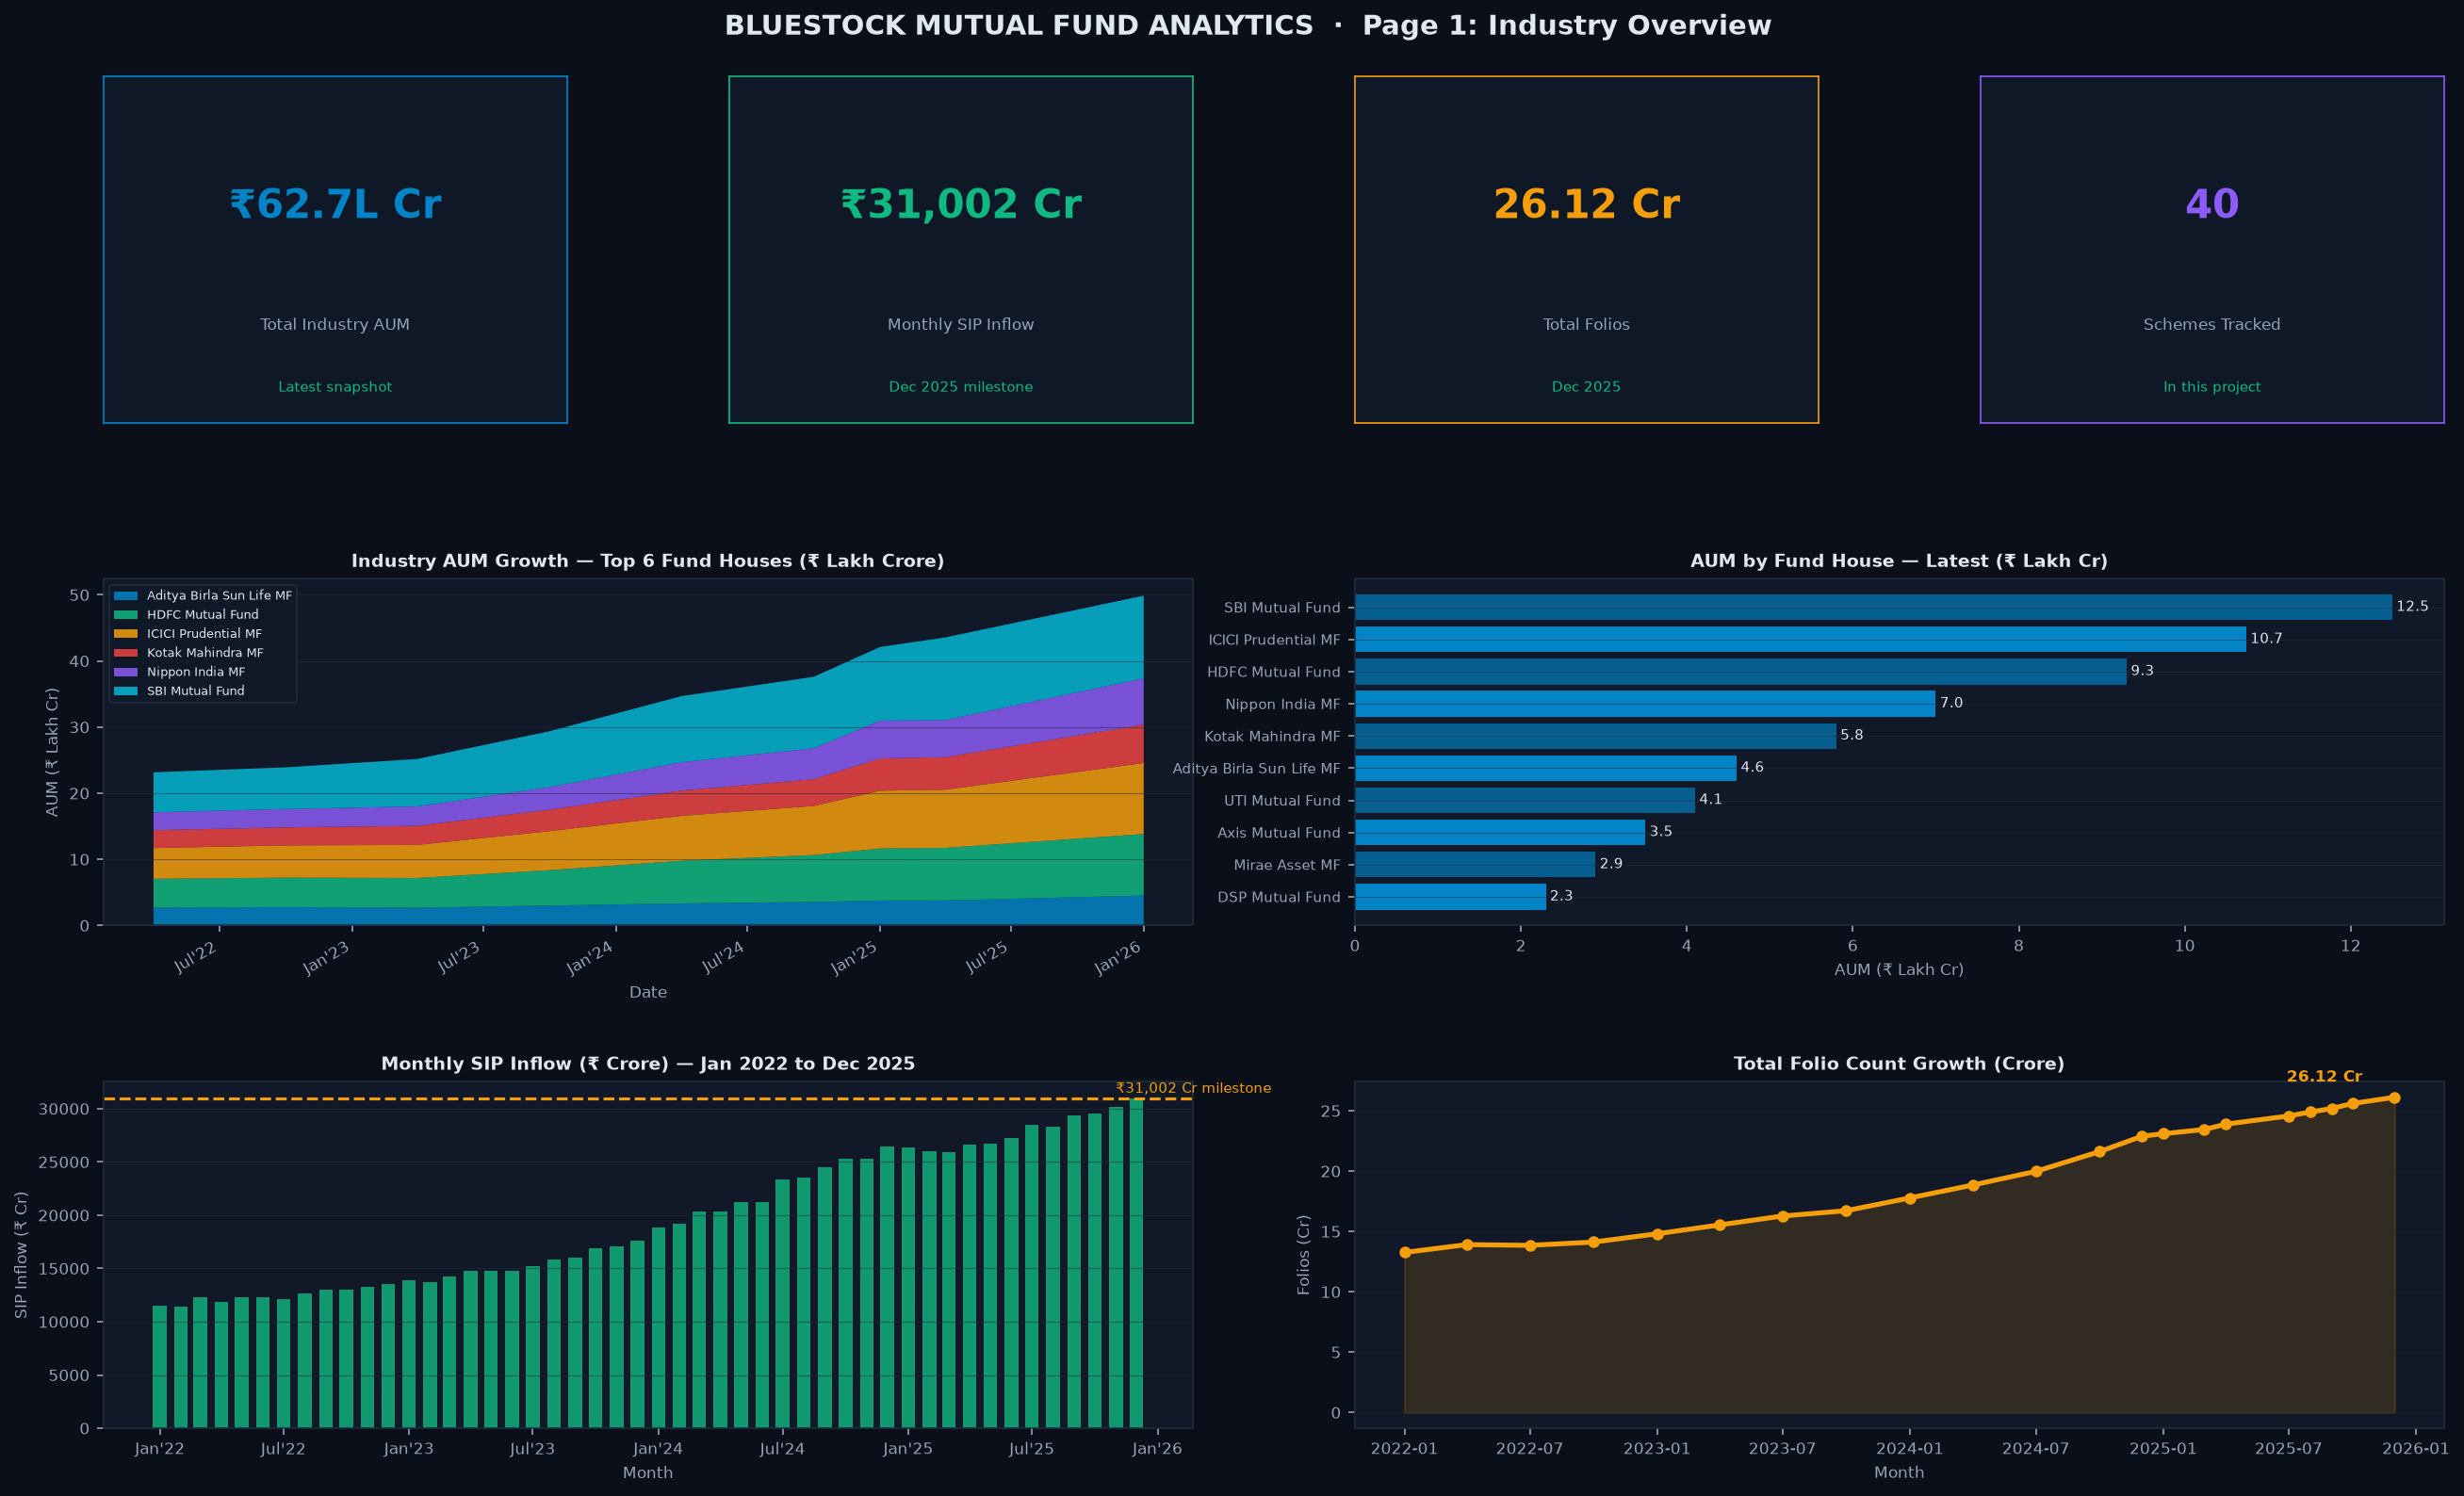 BLUESTOCK MUTUAL FUND ANALYTICS · Page 1: Industry Overview
₹62.7L Cr
Total Industry AUM
Latest snapshot
₹31,002 Cr
Monthly SIP Inflow
Dec 2025 milestone
26.12 Cr
Total Folios
Dec 2025
40
Schemes Tracked
In this project
Industry AUM Growth — Top 6 Fund Houses (₹ Lakh Crore)
Aditya Birla Sun Life MF
HDFC Mutual Fund
ICICI Prudential MF
Kotak Mahindra MF
Nippon India MF
SBI Mutual Fund
AUM (₹ Lakh Cr)
50
40
30
20
10
0
Jul'22 Jan'23 Jul'23 Jan'24 Jul'24 Jan'25 Jul'25 Jan'26
Date
AUM by Fund House — Latest (₹ Lakh Cr)
SBI Mutual Fund 12.5
ICICI Prudential MF 10.7
HDFC Mutual Fund 9.3
Nippon India MF 7.0
Kotak Mahindra MF 5.8
Aditya Birla Sun Life MF 4.6
UTI Mutual Fund 4.1
Axis Mutual Fund 3.5
Mirae Asset MF 2.9
DSP Mutual Fund 2.3
0 2 4 6 8 10 12
AUM (₹ Lakh Cr)
Monthly SIP Inflow (₹ Crore) — Jan 2022 to Dec 2025
₹31,002 Cr milestone
SIP Inflow (₹ Cr)
30000
25000
20000
15000
10000
5000
0
Jan'22 Jul'22 Jan'23 Jul'23 Jan'24 Jul'24 Jan'25 Jul'25 Jan'26
Month
Total Folio Count Growth (Crore)
26.12 Cr
Folios (Cr)
25
20
15
10
5
0
2022-01 2022-07 2023-01 2023-07 2024-01 2024-07 2025-01 2025-07 2026-01
Month